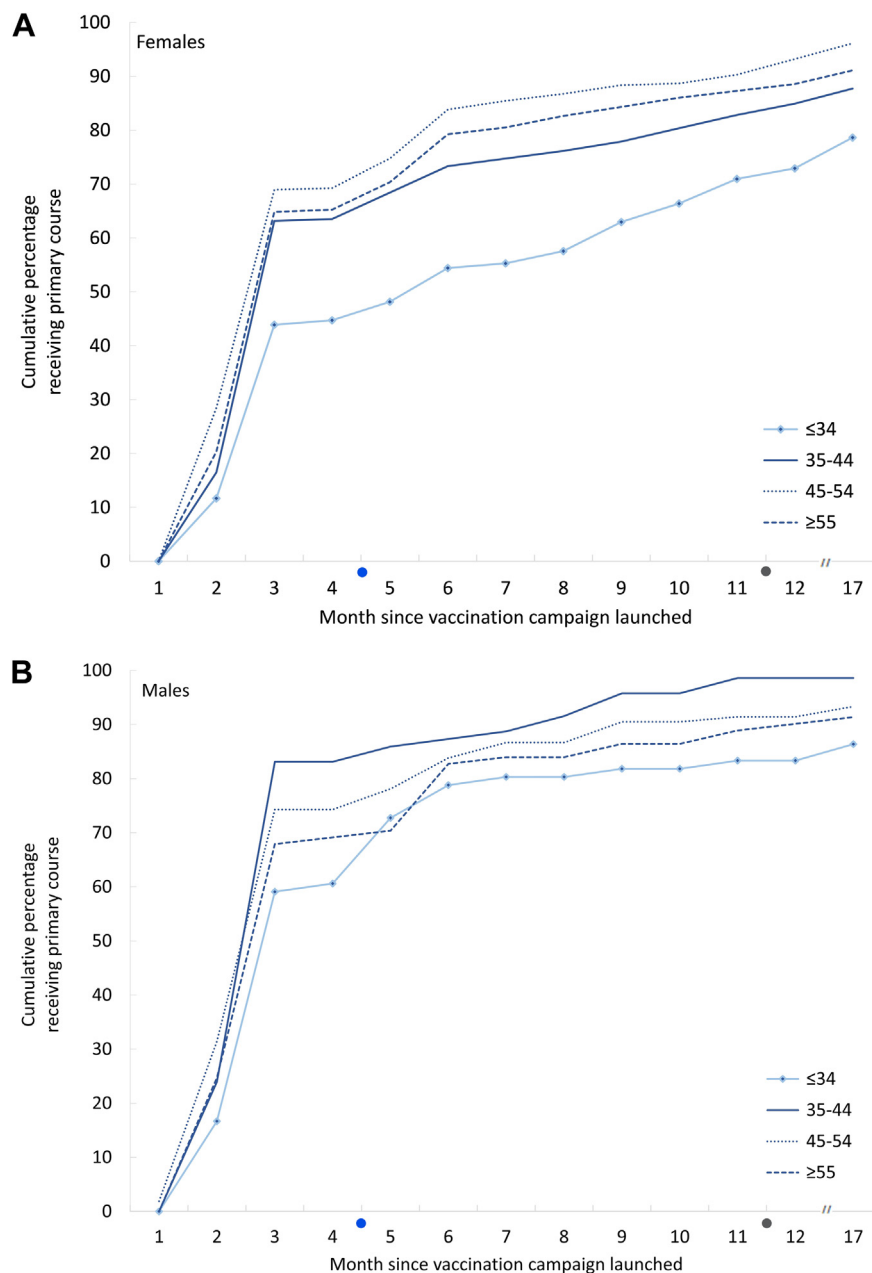 A
Females
100
90
80
70
60
50
40
30
20
10
0
Cumulative percentage
receiving primary course
≤34
35-44
45-54
≥55
1 2 3 4 5 6 7 8 9 10 11 12 // 17
Month since vaccination campaign launched
B
Males
100
90
80
70
60
50
40
30
20
10
0
Cumulative percentage
receiving primary course
≤34
35-44
45-54
≥55
1 2 3 4 5 6 7 8 9 10 11 12 // 17
Month since vaccination campaign launched